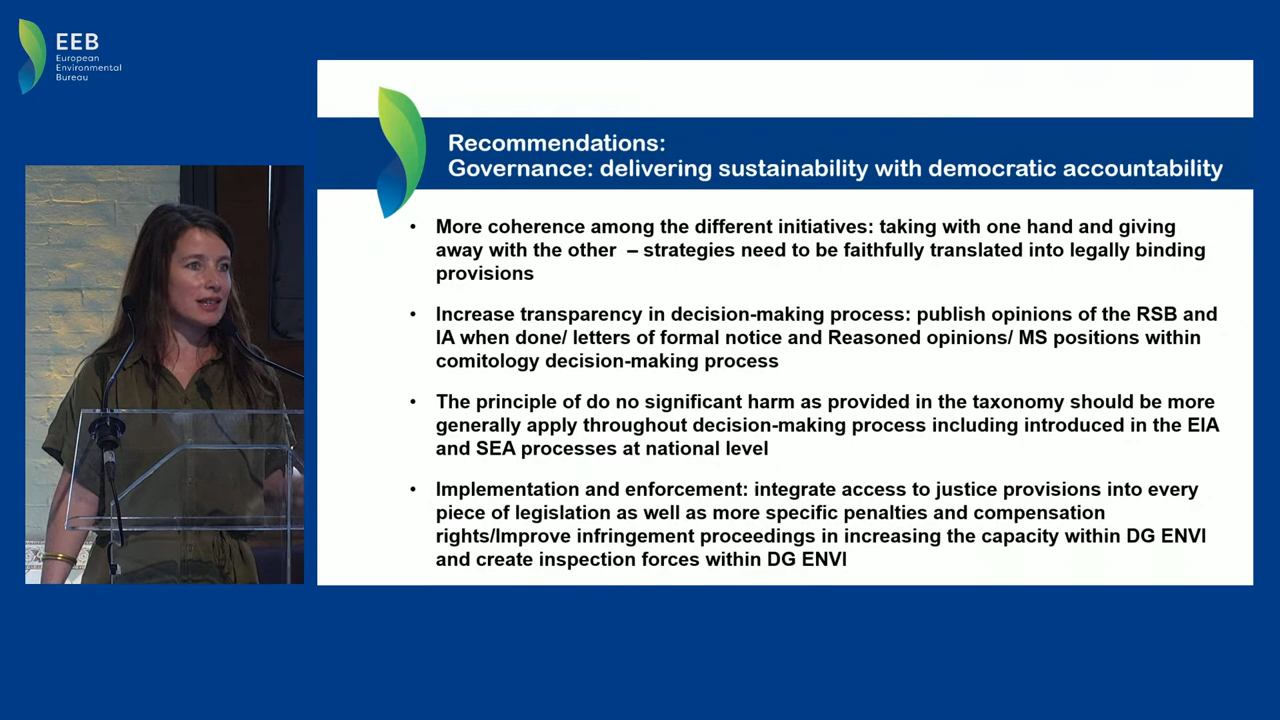 EEB
European
Environmental
Bureau
Recommendations:
Governance: delivering sustainability with democratic accountability
• More coherence among the different initiatives: taking with one hand and giving
away with the other – strategies need to be faithfully translated into legally binding
provisions
• Increase transparency in decision-making process: publish opinions of the RSB and
IA when done/ letters of formal notice and Reasoned opinions/ MS positions within
comitology decision-making process
• The principle of do no significant harm as provided in the taxonomy should be more
generally apply throughout decision-making process including introduced in the EIA
and SEA processes at national level
• Implementation and enforcement: integrate access to justice provisions into every
piece of legislation as well as more specific penalties and compensation
rights/Improve infringement proceedings in increasing the capacity within DG ENVI
and create inspection forces within DG ENVI